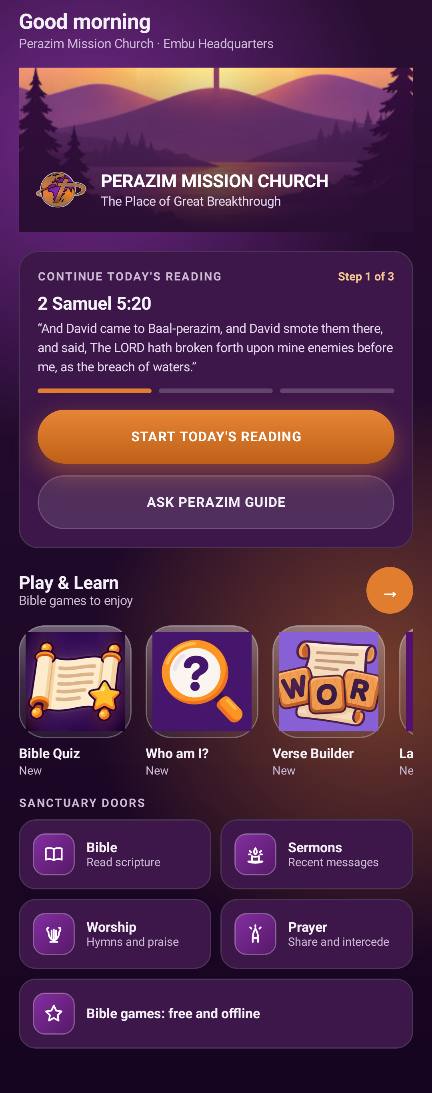 Good morning
Perazim Mission Church · Embu Headquarters
PERAZIM MISSION CHURCH
The Place of Great Breakthrough
CONTINUE TODAY'S READING
Step 1 of 3
2 Samuel 5:20
“And David came to Baal-perazim, and David smote them there,
and said, The LORD hath broken forth upon mine enemies before
me, as the breach of waters.”
START TODAY'S READING
ASK PERAZIM GUIDE
Play & Learn
Bible games to enjoy
→
?
W O R
Bible Quiz
Who am I?
Verse Builder
La
New
New
New
Ne
SANCTUARY DOORS
Bible
Read scripture
Sermons
Recent messages
Worship
Hymns and praise
Prayer
Share and intercede
Bible games: free and offline